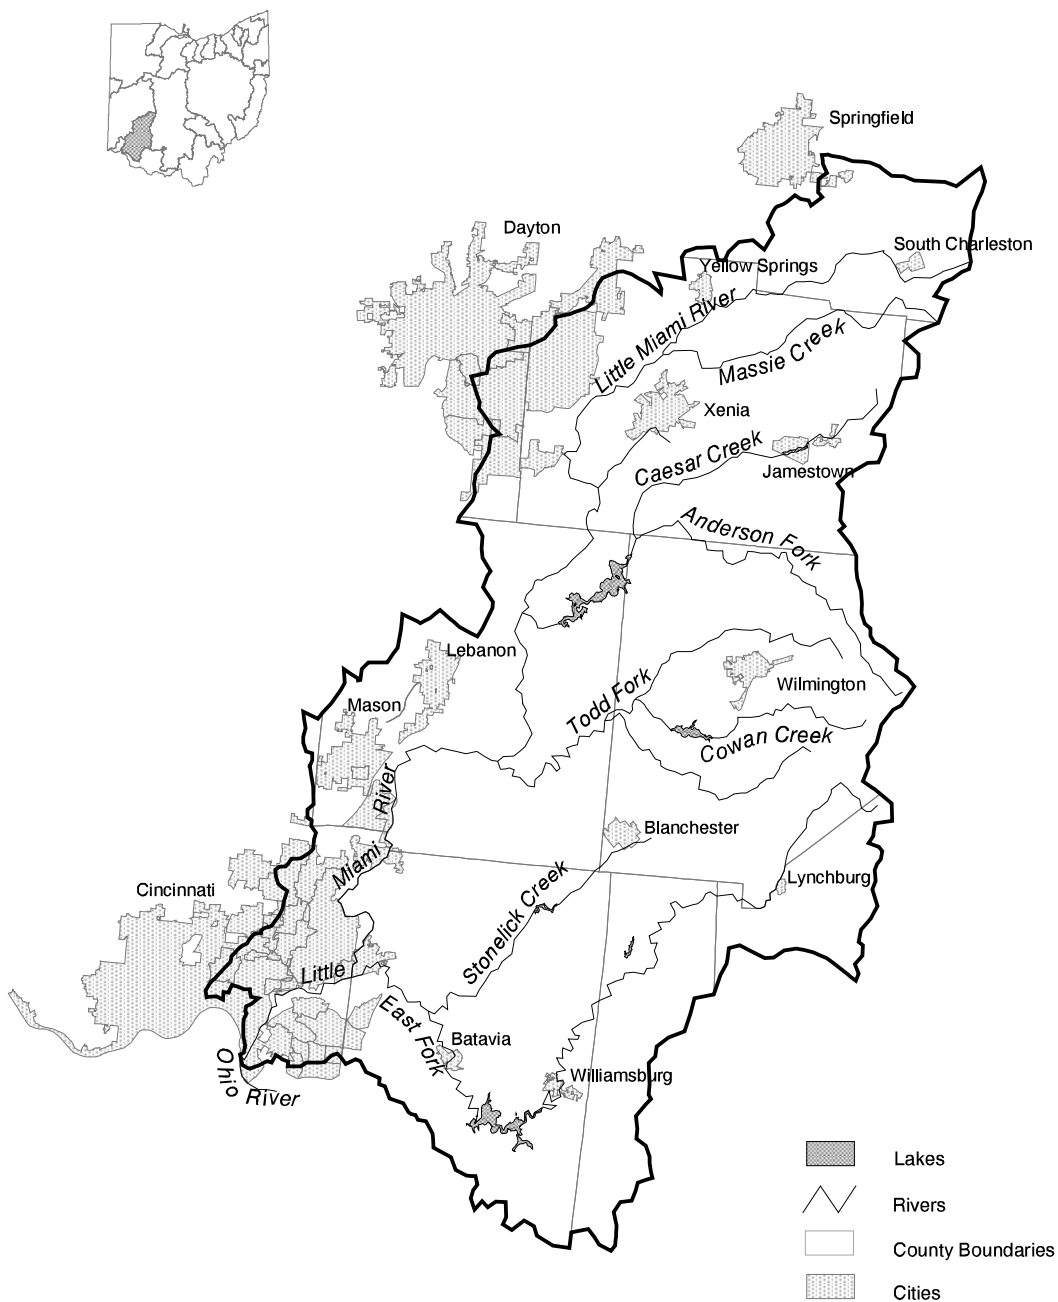 Springfield
Dayton
South Charleston
Yellow Springs
Little Miami River
Massie Creek
Xenia
Caesar Creek
Jamestown
Anderson Fork
Lebanon
Wilmington
Mason
Todd Fork
Cowan Creek
River
Blanchester
Miami
Lynchburg
Cincinnati
Stonelick Creek
Little
East Fork
Batavia
Williamsburg
Ohio
River
Lakes
Rivers
County Boundaries
Cities